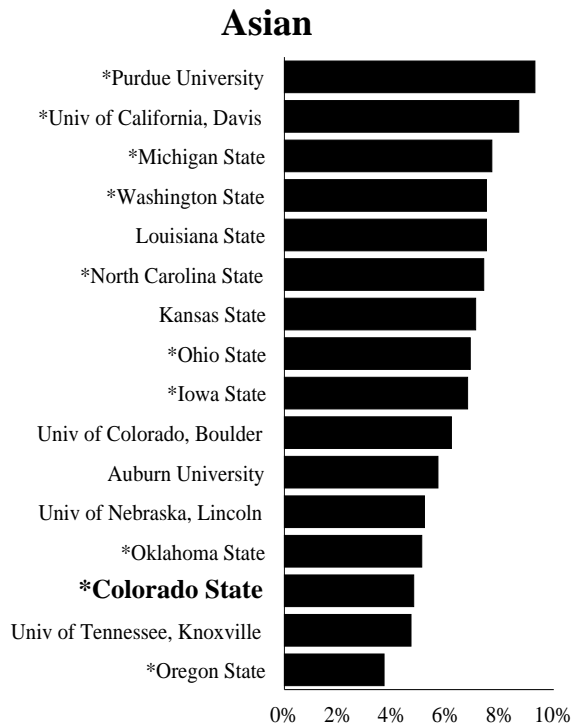 Asian
*Purdue University
*Univ of California, Davis
*Michigan State
*Washington State
Louisiana State
*North Carolina State
Kansas State
*Ohio State
*Iowa State
Univ of Colorado, Boulder
Auburn University
Univ of Nebraska, Lincoln
*Oklahoma State
*Colorado State
Univ of Tennessee, Knoxville
*Oregon State
0% 2% 4% 6% 8% 10%